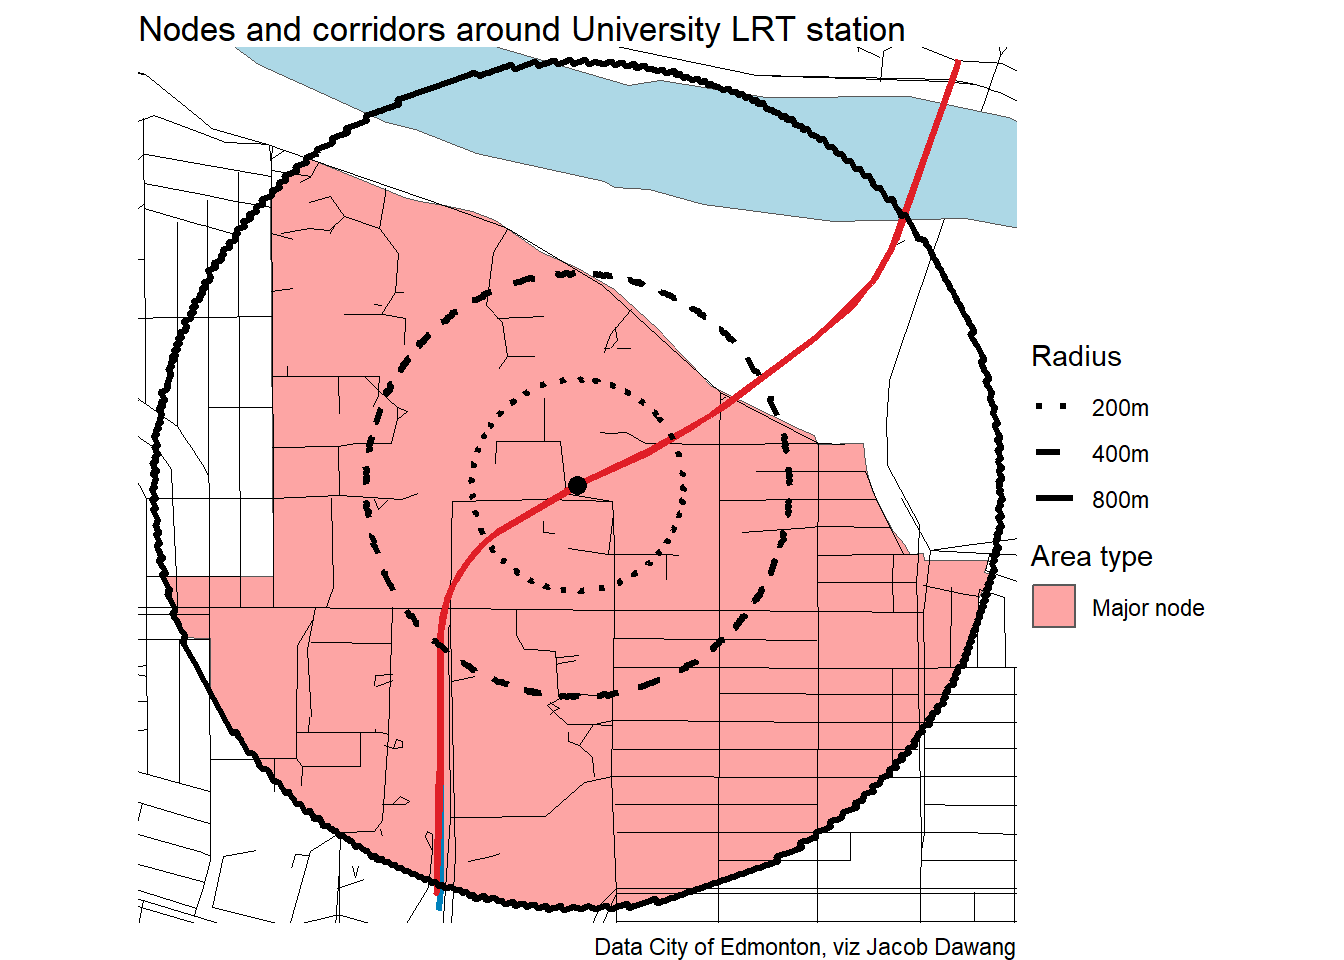 Nodes and corridors around University LRT station
Radius
200m
400m
800m
Area type
Major node
Data City of Edmonton, viz Jacob Dawang